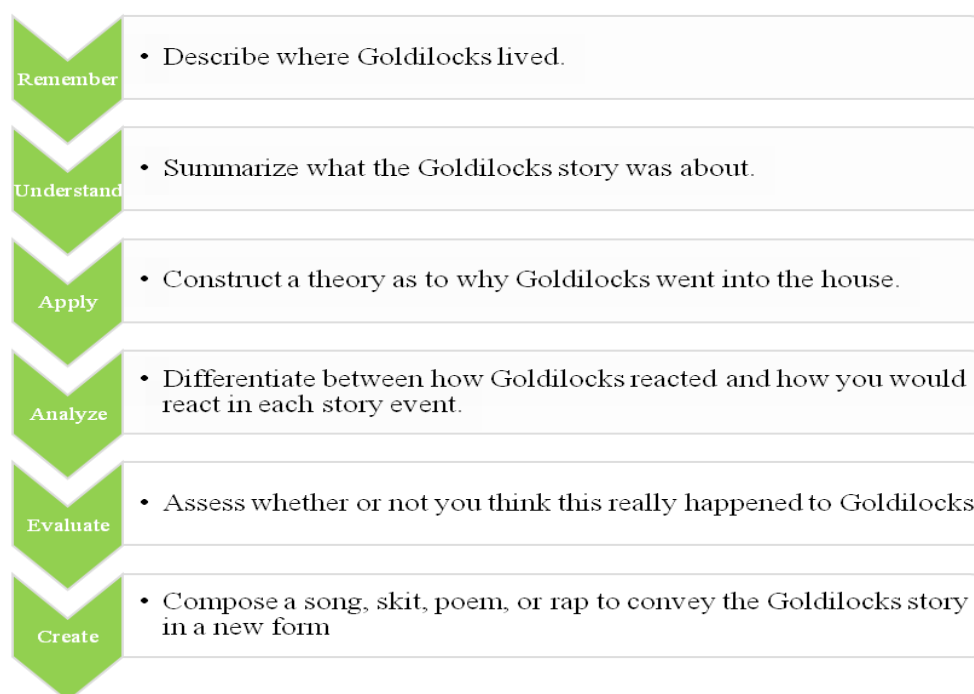 Remember
• Describe where Goldilocks lived.
Understand
• Summarize what the Goldilocks story was about.
Apply
• Construct a theory as to why Goldilocks went into the house.
Analyze
• Differentiate between how Goldilocks reacted and how you would
react in each story event.
Evaluate
• Assess whether or not you think this really happened to Goldilocks
Create
• Compose a song, skit, poem, or rap to convey the Goldilocks story
in a new form